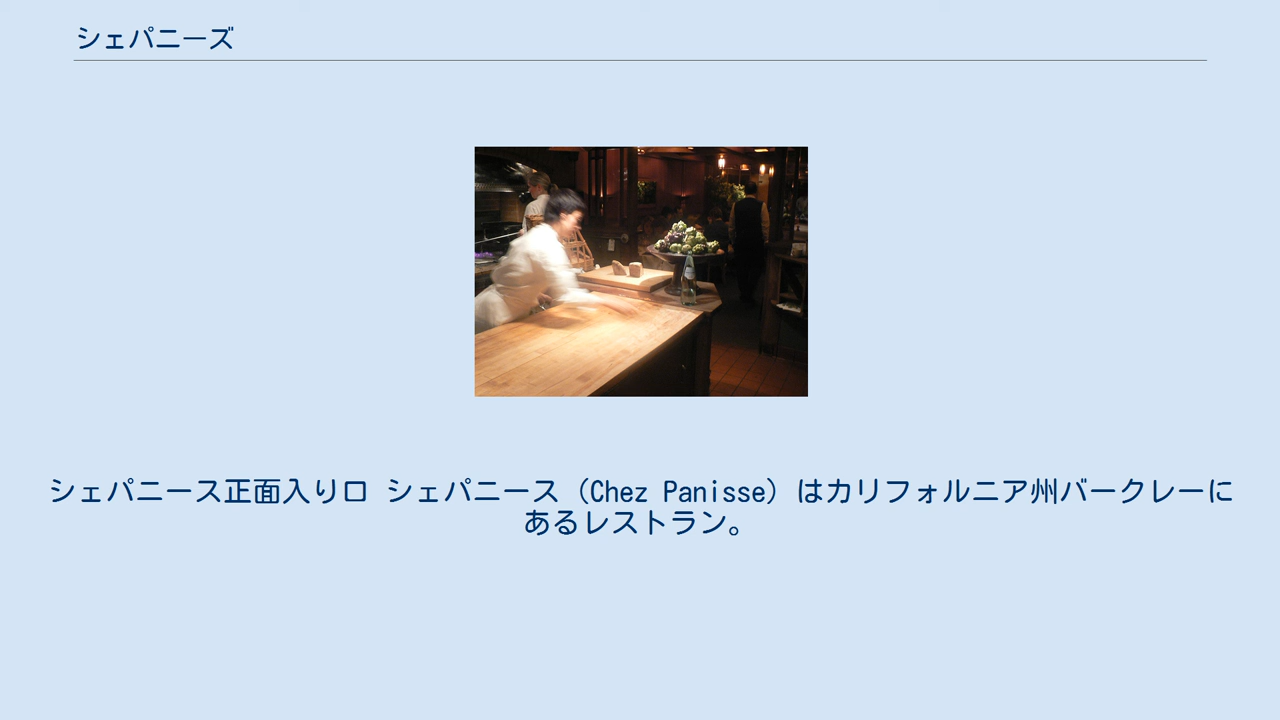 シェパニーズ
シェパニース正面入り口 シェパニース（Chez Panisse）はカリフォルニア州バークレーに
あるレストラン。